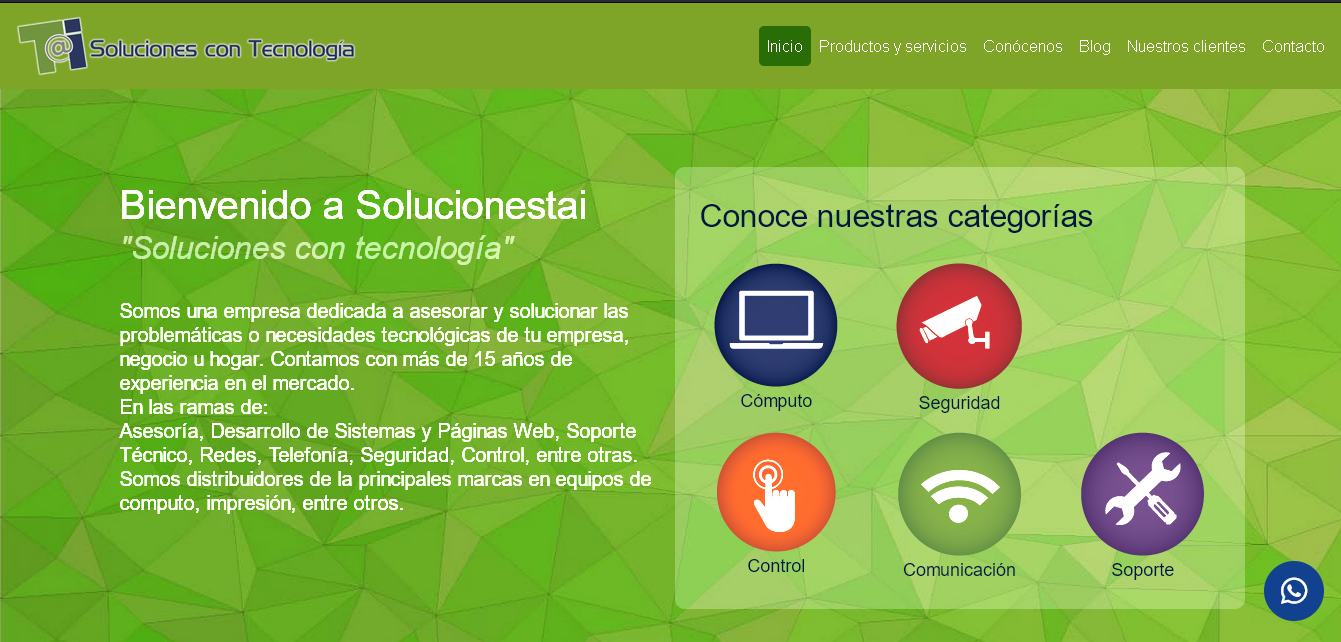 T@i Soluciones con Tecnología
Inicio Productos y servicios Conócenos Blog Nuestros clientes Contacto
Bienvenido a Solucionestai
"Soluciones con tecnología"
Somos una empresa dedicada a asesorar y solucionar las
problemáticas o necesidades tecnológicas de tu empresa,
negocio u hogar. Contamos con más de 15 años de
experiencia en el mercado.
En las ramas de:
Asesoría, Desarrollo de Sistemas y Páginas Web, Soporte
Técnico, Redes, Telefonía, Seguridad, Control, entre otras.
Somos distribuidores de la principales marcas en equipos de
computo, impresión, entre otros.
Conoce nuestras categorías
Cómputo
Seguridad
Control
Comunicación
Soporte